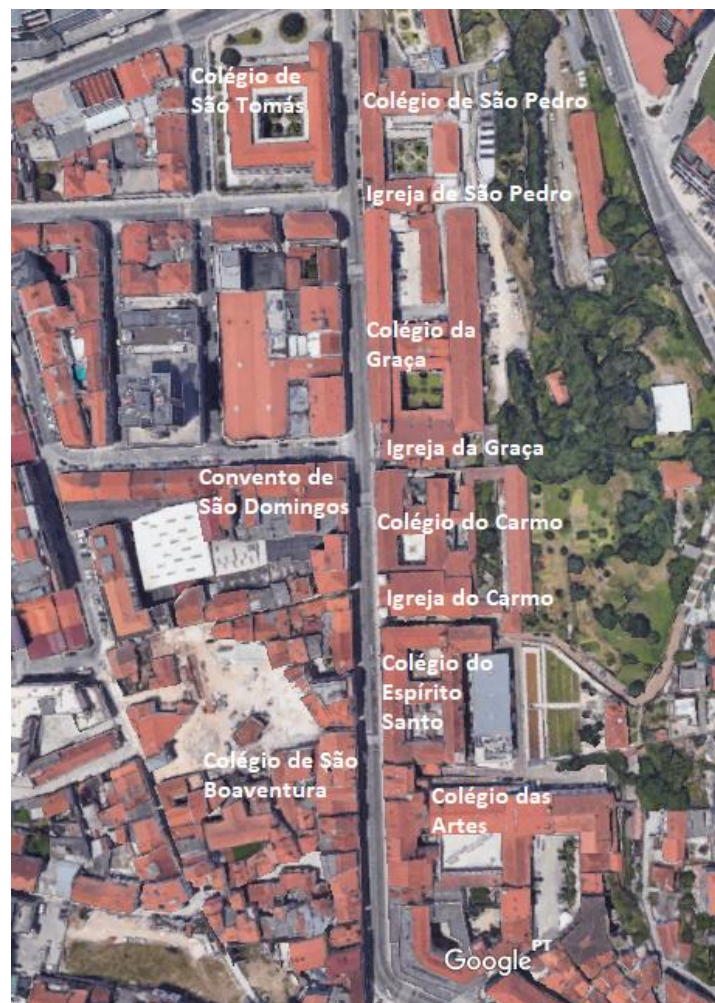 Colégio de
São Tomás
Colégio de São Pedro
Igreja de São Pedro
Colégio da
Graça
Igreja da Graça
Convento de
São Domingos
Colégio do Carmo
Igreja do Carmo
Colégio do
Espírito
Santo
Colégio de São
Boaventura
Colégio das
Artes
Google
PT